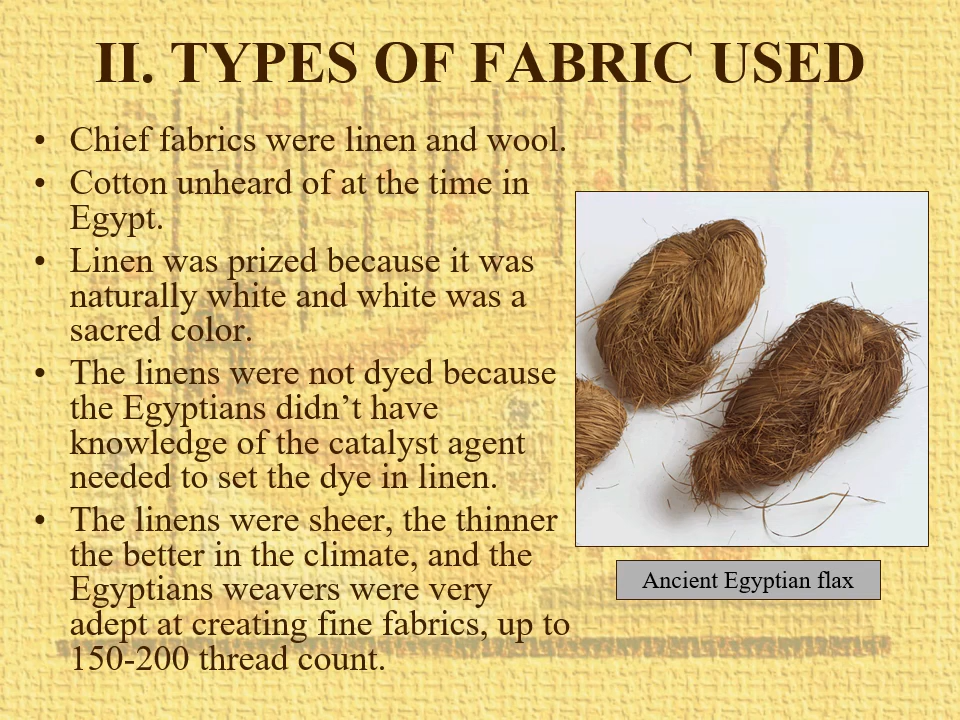 II. TYPES OF FABRIC USED
• Chief fabrics were linen and wool.
• Cotton unheard of at the time in
Egypt.
• Linen was prized because it was
naturally white and white was a
sacred color.
• The linens were not dyed because
the Egyptians didn’t have
knowledge of the catalyst agent
needed to set the dye in linen.
• The linens were sheer, the thinner
the better in the climate, and the
Egyptians weavers were very
adept at creating fine fabrics, up to
150-200 thread count.
Ancient Egyptian flax